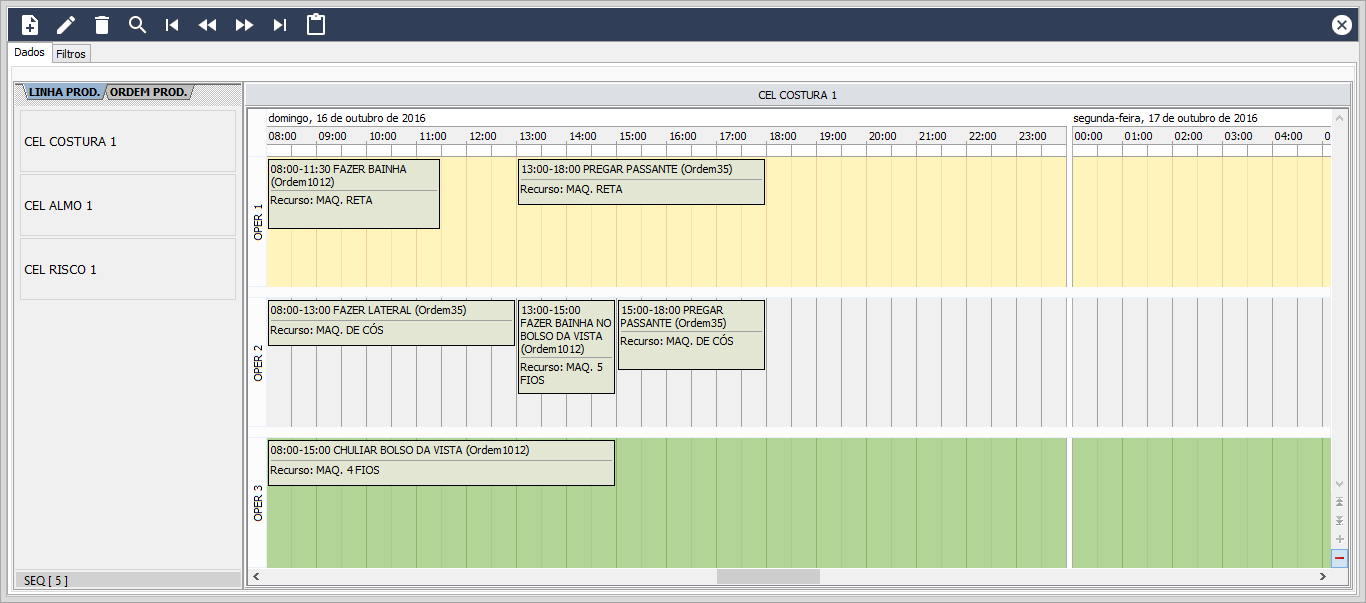 Dados
Filtros
LINHA PROD.
ORDEM PROD.
CEL COSTURA 1
CEL COSTURA 1
CEL ALMO 1
CEL RISCO 1
SEQ [ 5 ]
domingo, 16 de outubro de 2016
segunda-feira, 17 de outubro de 2016
08:00 09:00 10:00 11:00 12:00 13:00 14:00 15:00 16:00 17:00 18:00 19:00 20:00 21:00 22:00 23:00 00:00 01:00 02:00 03:00 04:00 0
OPER 1
08:00-11:30 FAZER BAINHA
(Ordem1012)
Recurso: MAQ. RETA
13:00-18:00 PREGAR PASSANTE (Ordem35)
Recurso: MAQ. RETA
OPER 2
08:00-13:00 FAZER LATERAL (Ordem35)
Recurso: MAQ. DE CÓS
13:00-15:00
FAZER BAINHA NO
BOLSO DA VISTA
(Ordem1012)
Recurso: MAQ. 5
FIOS
15:00-18:00 PREGAR
PASSANTE (Ordem35)
Recurso: MAQ. DE CÓS
OPER 3
08:00-15:00 CHULIAR BOLSO DA VISTA (Ordem1012)
Recurso: MAQ. 4 FIOS